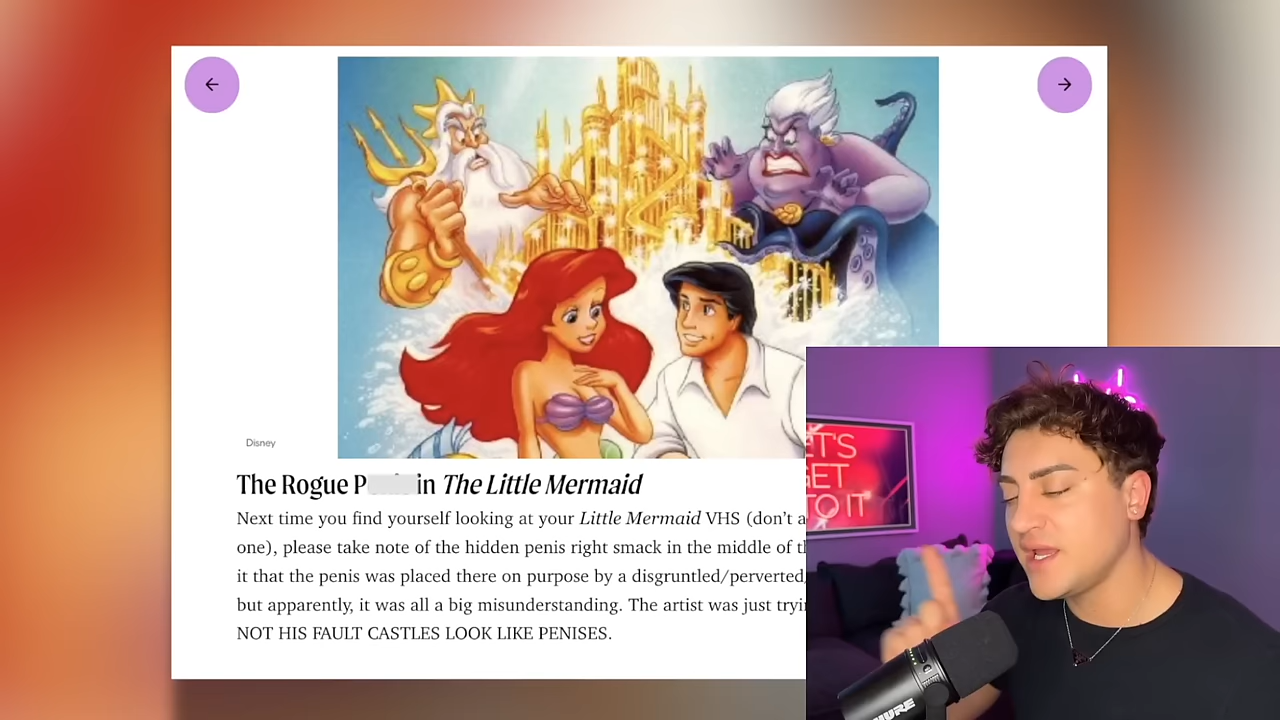 Disney
The Rogue P in The Little Mermaid
Next time you find yourself looking at your Little Mermaid VHS (don't a
one), please take note of the hidden penis right smack in the middle of t
it that the penis was placed there on purpose by a disgruntled/perverted,
but apparently, it was all a big misunderstanding. The artist was just tryi
NOT HIS FAULT CASTLES LOOK LIKE PENISES.
LET'S
GET
INTO IT
SHURE